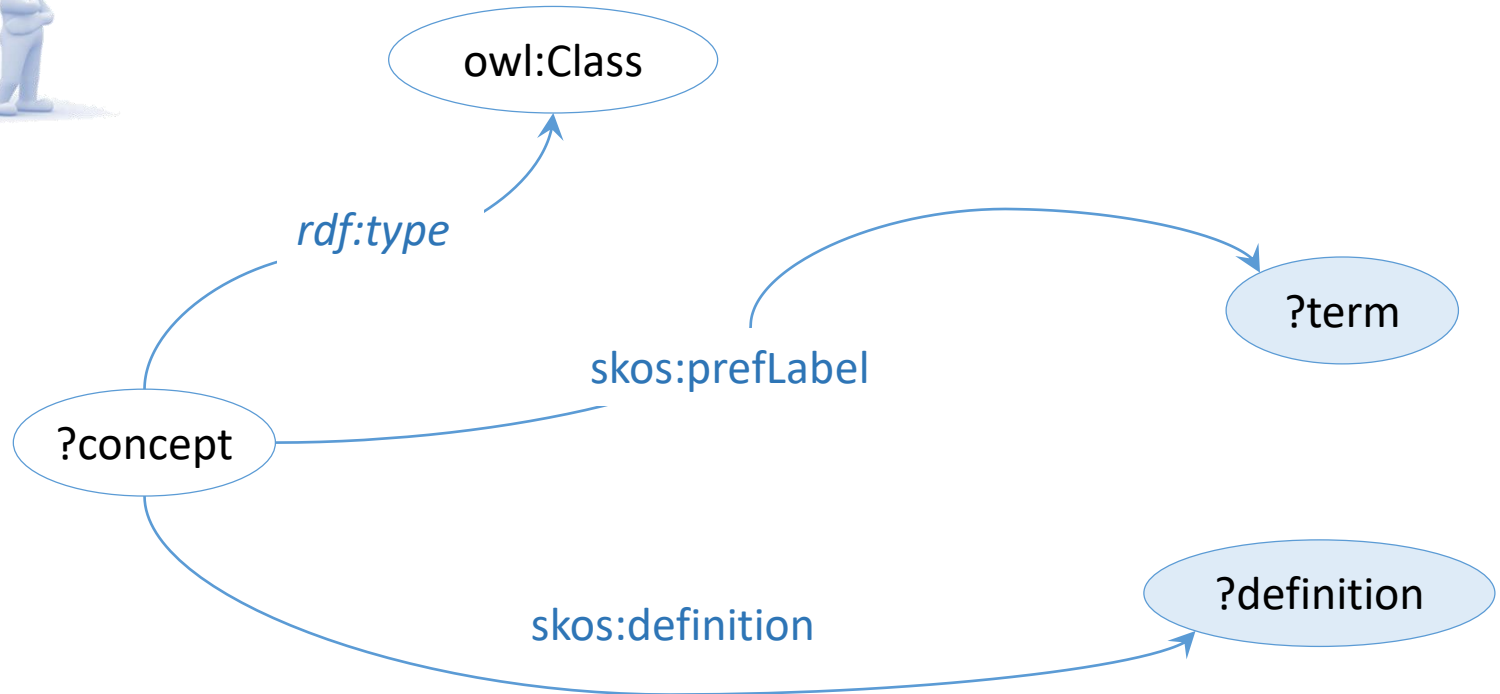 owl:Class
rdf:type
?term
skos:prefLabel
?concept
?definition
skos:definition